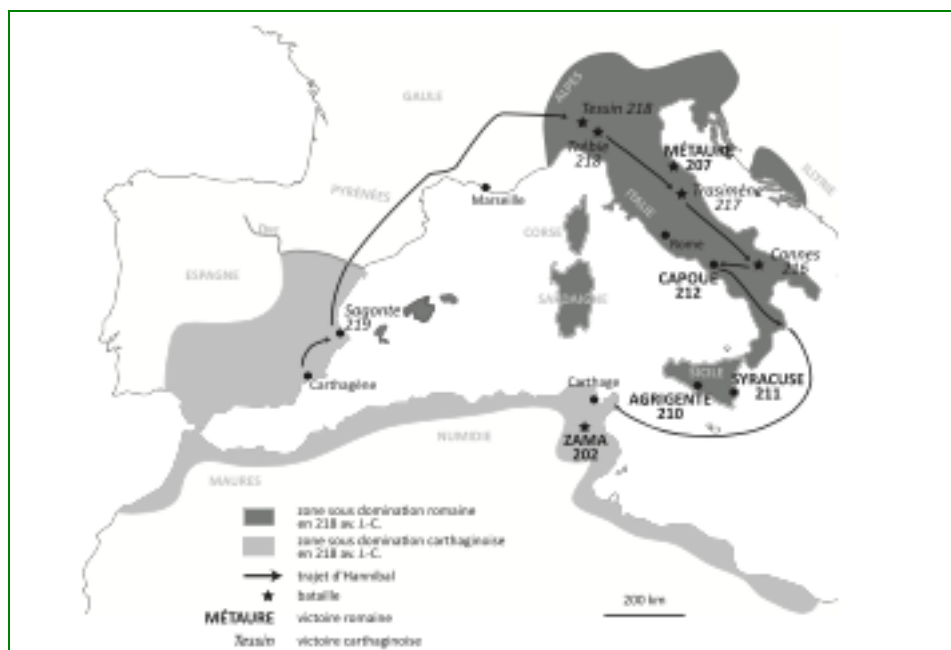 GAULE
ALPES
Tessin 218
Trébie
218
MÉTAURE
207
ILLYRIE
Trasimène
217
PYRÉNÉES
Marseille
ITALIE
CORSE
Rome
Cannes
216
ESPAGNE
CAPOUE
212
SARDAIGNE
Sagonte
219
Carthagène
Carthage
SICILE
SYRACUSE
211
AGRIGENTE
210
NUMIDIE
ZAMA
202
MAURES
zone sous domination romaine
en 218 av. J.-C.
zone sous domination carthaginoise
en 218 av. J.-C.
trajet d'Hannibal
bataille
200 km
MÉTAURE victoire romaine
Tessin victoire carthaginoise